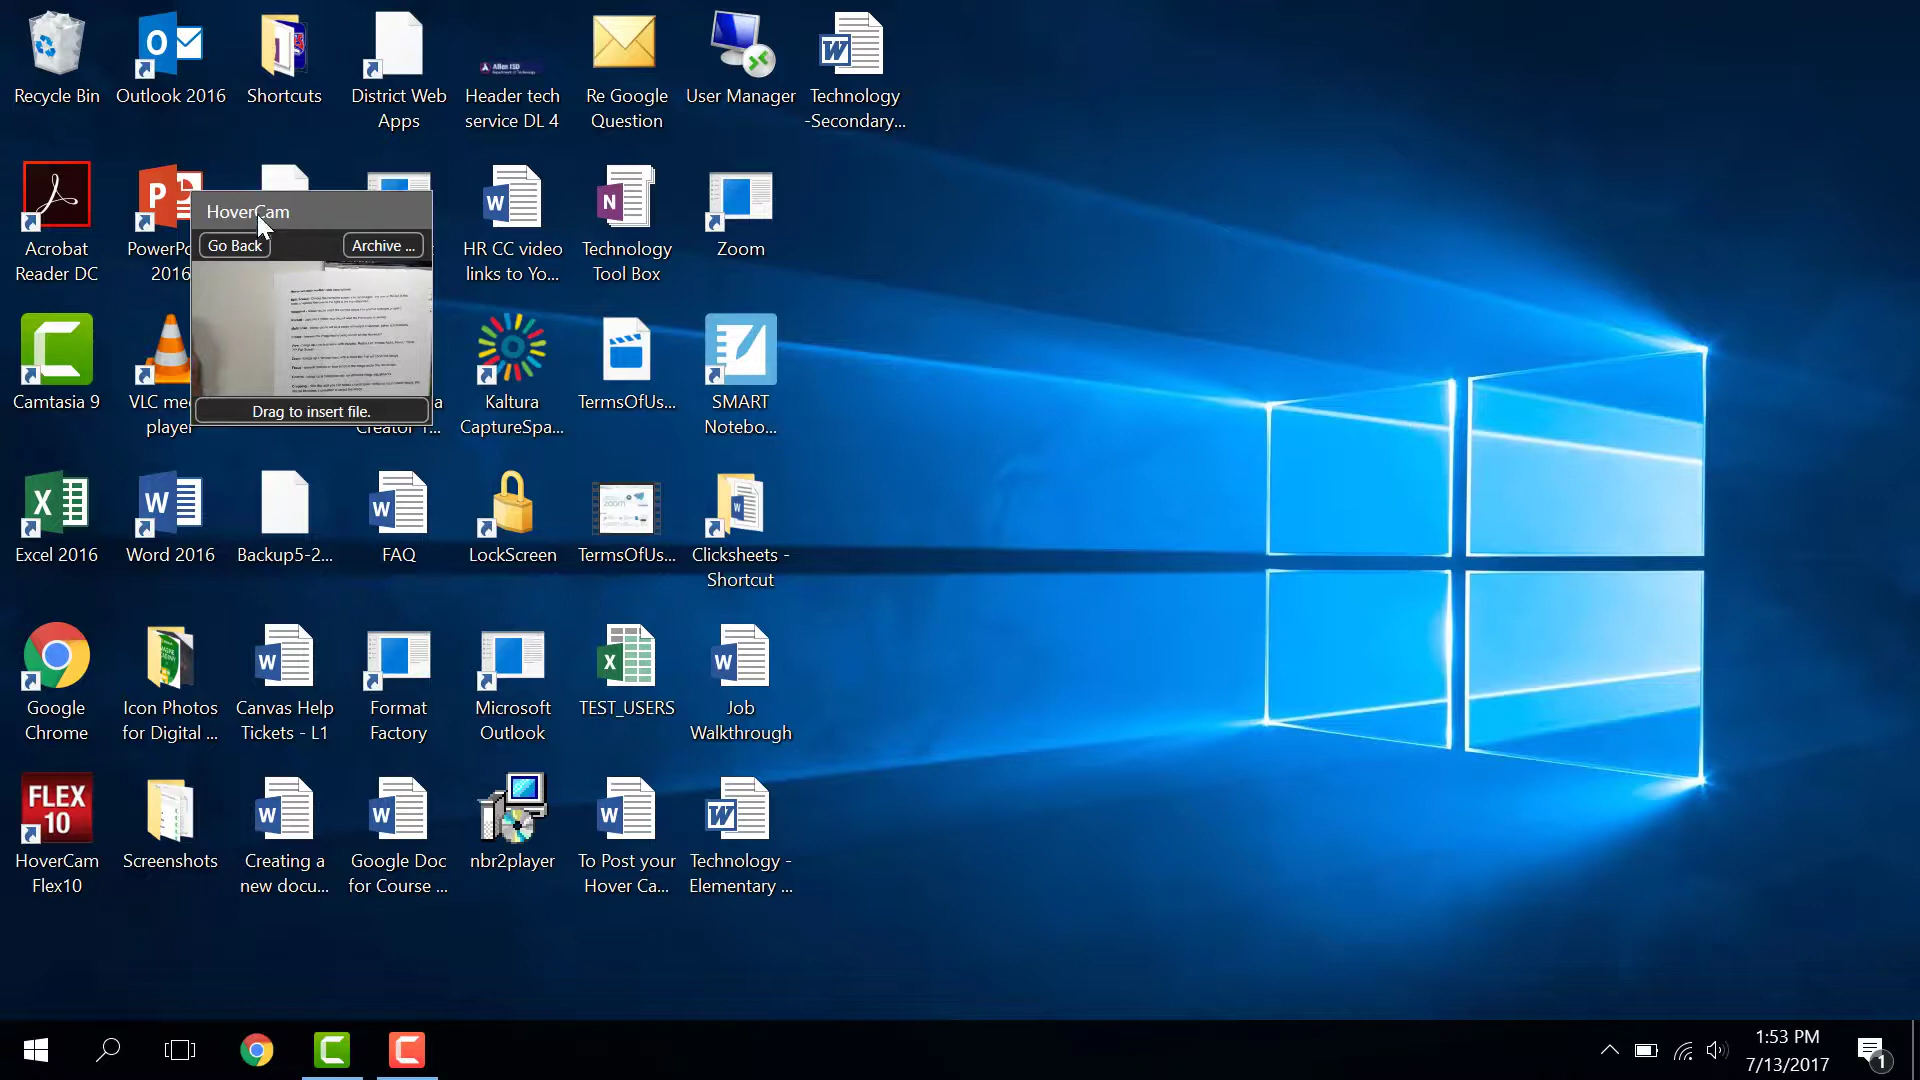 Recycle Bin
Outlook 2016
Shortcuts
District Web
Apps
Allen ISD
Header tech
service DL 4
Re Google
Question
User Manager
Technology
-Secondary...
Acrobat
Reader DC
2016
HR CC video
links to Yo...
Technology
Tool Box
Zoom
HoverCam
Go Back
Archive ...
Drag to insert file.
Camtasia 9
player
Kaltura
CaptureSpa...
TermsOfUs...
SMART
Notebo...
Excel 2016
Word 2016
Backup5-2...
FAQ
LockScreen
TermsOfUs...
Clicksheets -
Shortcut
Google
Chrome
Icon Photos
for Digital ...
Canvas Help
Tickets - L1
Format
Factory
Microsoft
Outlook
TEST_USERS
Job
Walkthrough
FLEX
10
HoverCam
Flex10
Screenshots
Creating a
new docu...
Google Doc
for Course ...
nbr2player
To Post your
Hover Ca...
Technology -
Elementary ...
1:53 PM
7/13/2017
1